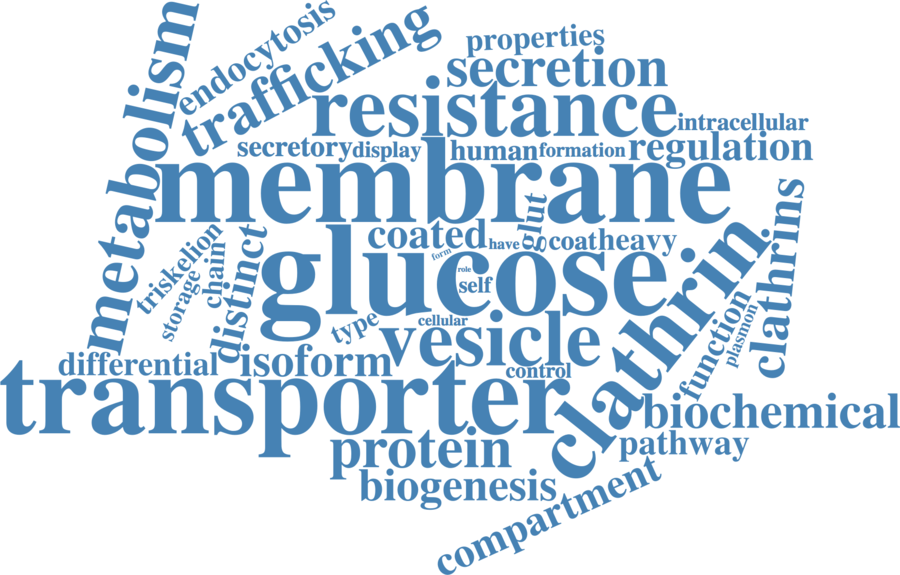 endocytosis
metabolism
trafficking
properties
secretion
resistance
intracellular
secretory
display
human
formation
regulation
membrane
glut
coated
have
coat
heavy
clathrins
triskelion
chain
storage
distinct
glucose
form
role
self
clathrin
type
cellular
vesicle
function
plasmon
differential
isoform
control
transporter
biochemical
protein
pathway
biogenesis
compartment